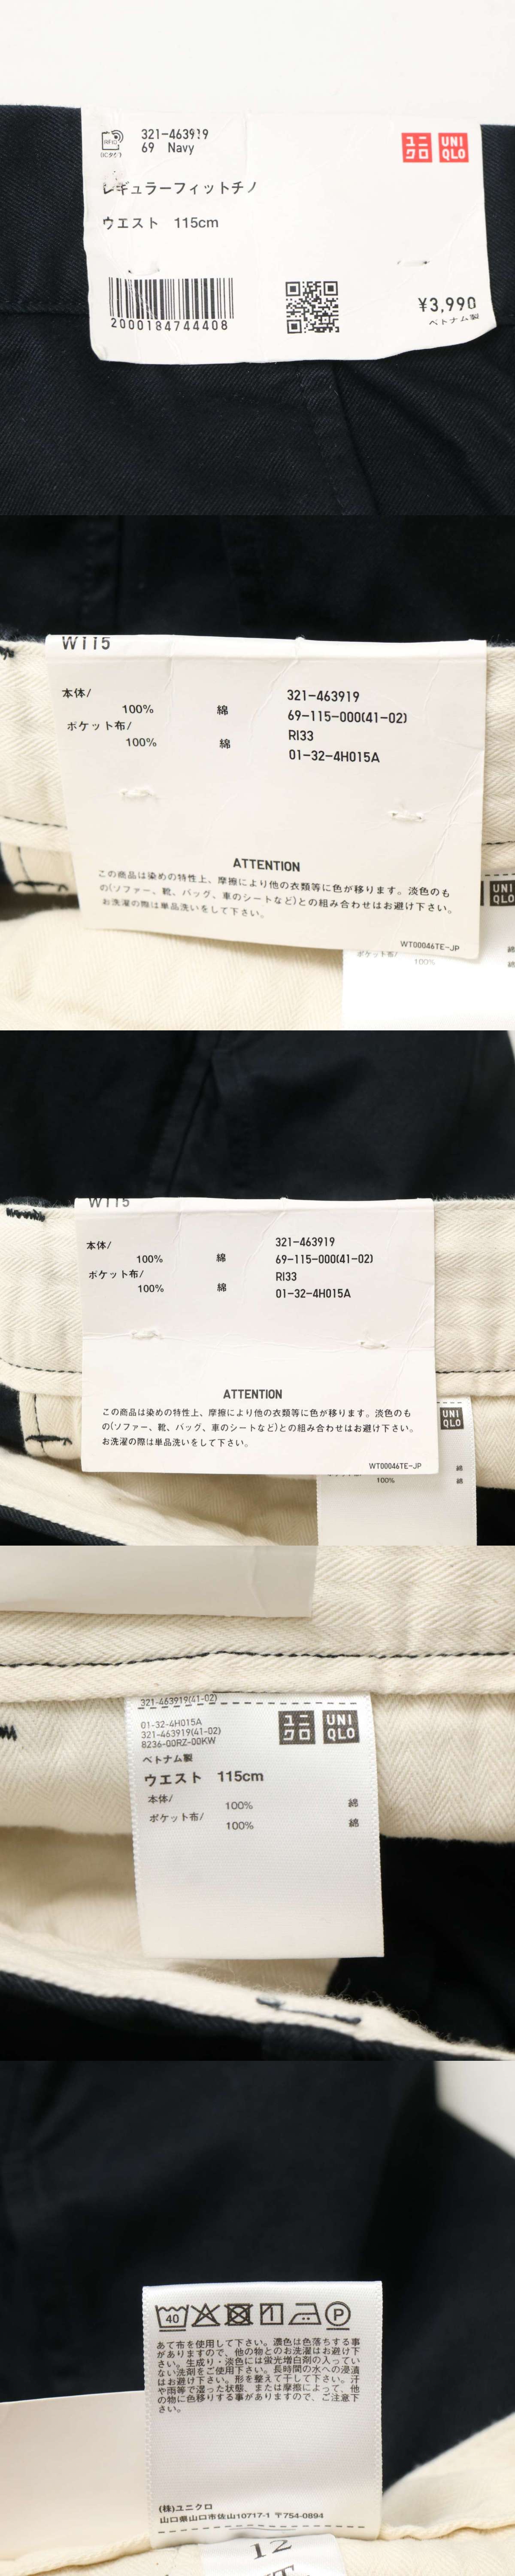 RFID
321-463919
69 Navy
ユニクロ UNIQLO
レギュラーフィットチノ
ウエスト 115cm
2000184744408
¥3,990
ベトナム製
W115
本体/
100% 綿
ポケット布/
100% 綿
321-463919
69-115-000(41-02)
RI33
01-32-4H015A
ATTENTION
この商品は染めの特性上、摩擦により他の衣類等に色が移ります。淡色のも
の(ソファー、靴、バッグ、車のシートなど)との組み合わせはお避け下さい。
お洗濯の際は単品洗いをして下さい。
WT00046TE-JP
UNI
QLO
ポケット布/
100%
綿
綿
W115
本体/
100% 綿
ポケット布/
100% 綿
321-463919
69-115-000(41-02)
RI33
01-32-4H015A
ATTENTION
この商品は染めの特性上、摩擦により他の衣類等に色が移ります。淡色のも
の(ソファー、靴、バッグ、車のシートなど)との組み合わせはお避け下さい。
お洗濯の際は単品洗いをして下さい。
WT00046TE-JP
UNI
QLO
綿
100% 綿
321-463919(41-02)
01-32-4H015A
321-463919(41-02)
8236-00RZ-00KW
ユニクロ UNIQLO
ベトナム製
ウエスト 115cm
本体/
100% 綿
ポケット布/
100% 綿
40 P
あて布を使用して下さい。濃色は色落ちする事
がありますので、他の物とのお洗濯はお避け下
さい。生成り・淡色には蛍光増白剤の入ってい
ない洗剤をご使用下さい。長時間の水への浸漬
はお避け下さい。形を整えて干して下さい。汗
や雨等で湿った状態、または摩擦によって、他
の物に色移りする事がありますので、ご注意下
さい。
(株)ユニクロ
山口県山口市佐山10717-1 〒754-0894
12